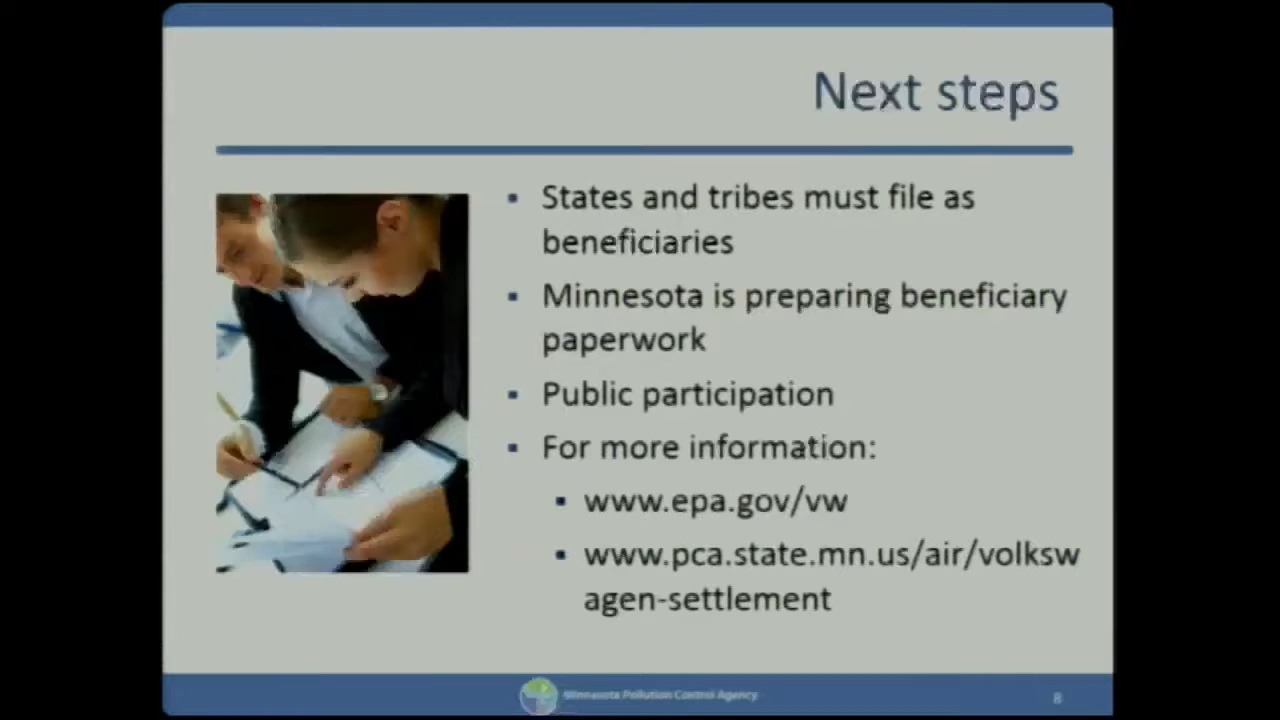 Next steps
▪ States and tribes must file as
beneficiaries
▪ Minnesota is preparing beneficiary
paperwork
▪ Public participation
▪ For more information:
▪ www.epa.gov/vw
▪ www.pca.state.mn.us/air/volksw
agen-settlement
Minnesota Pollution Control Agency
8